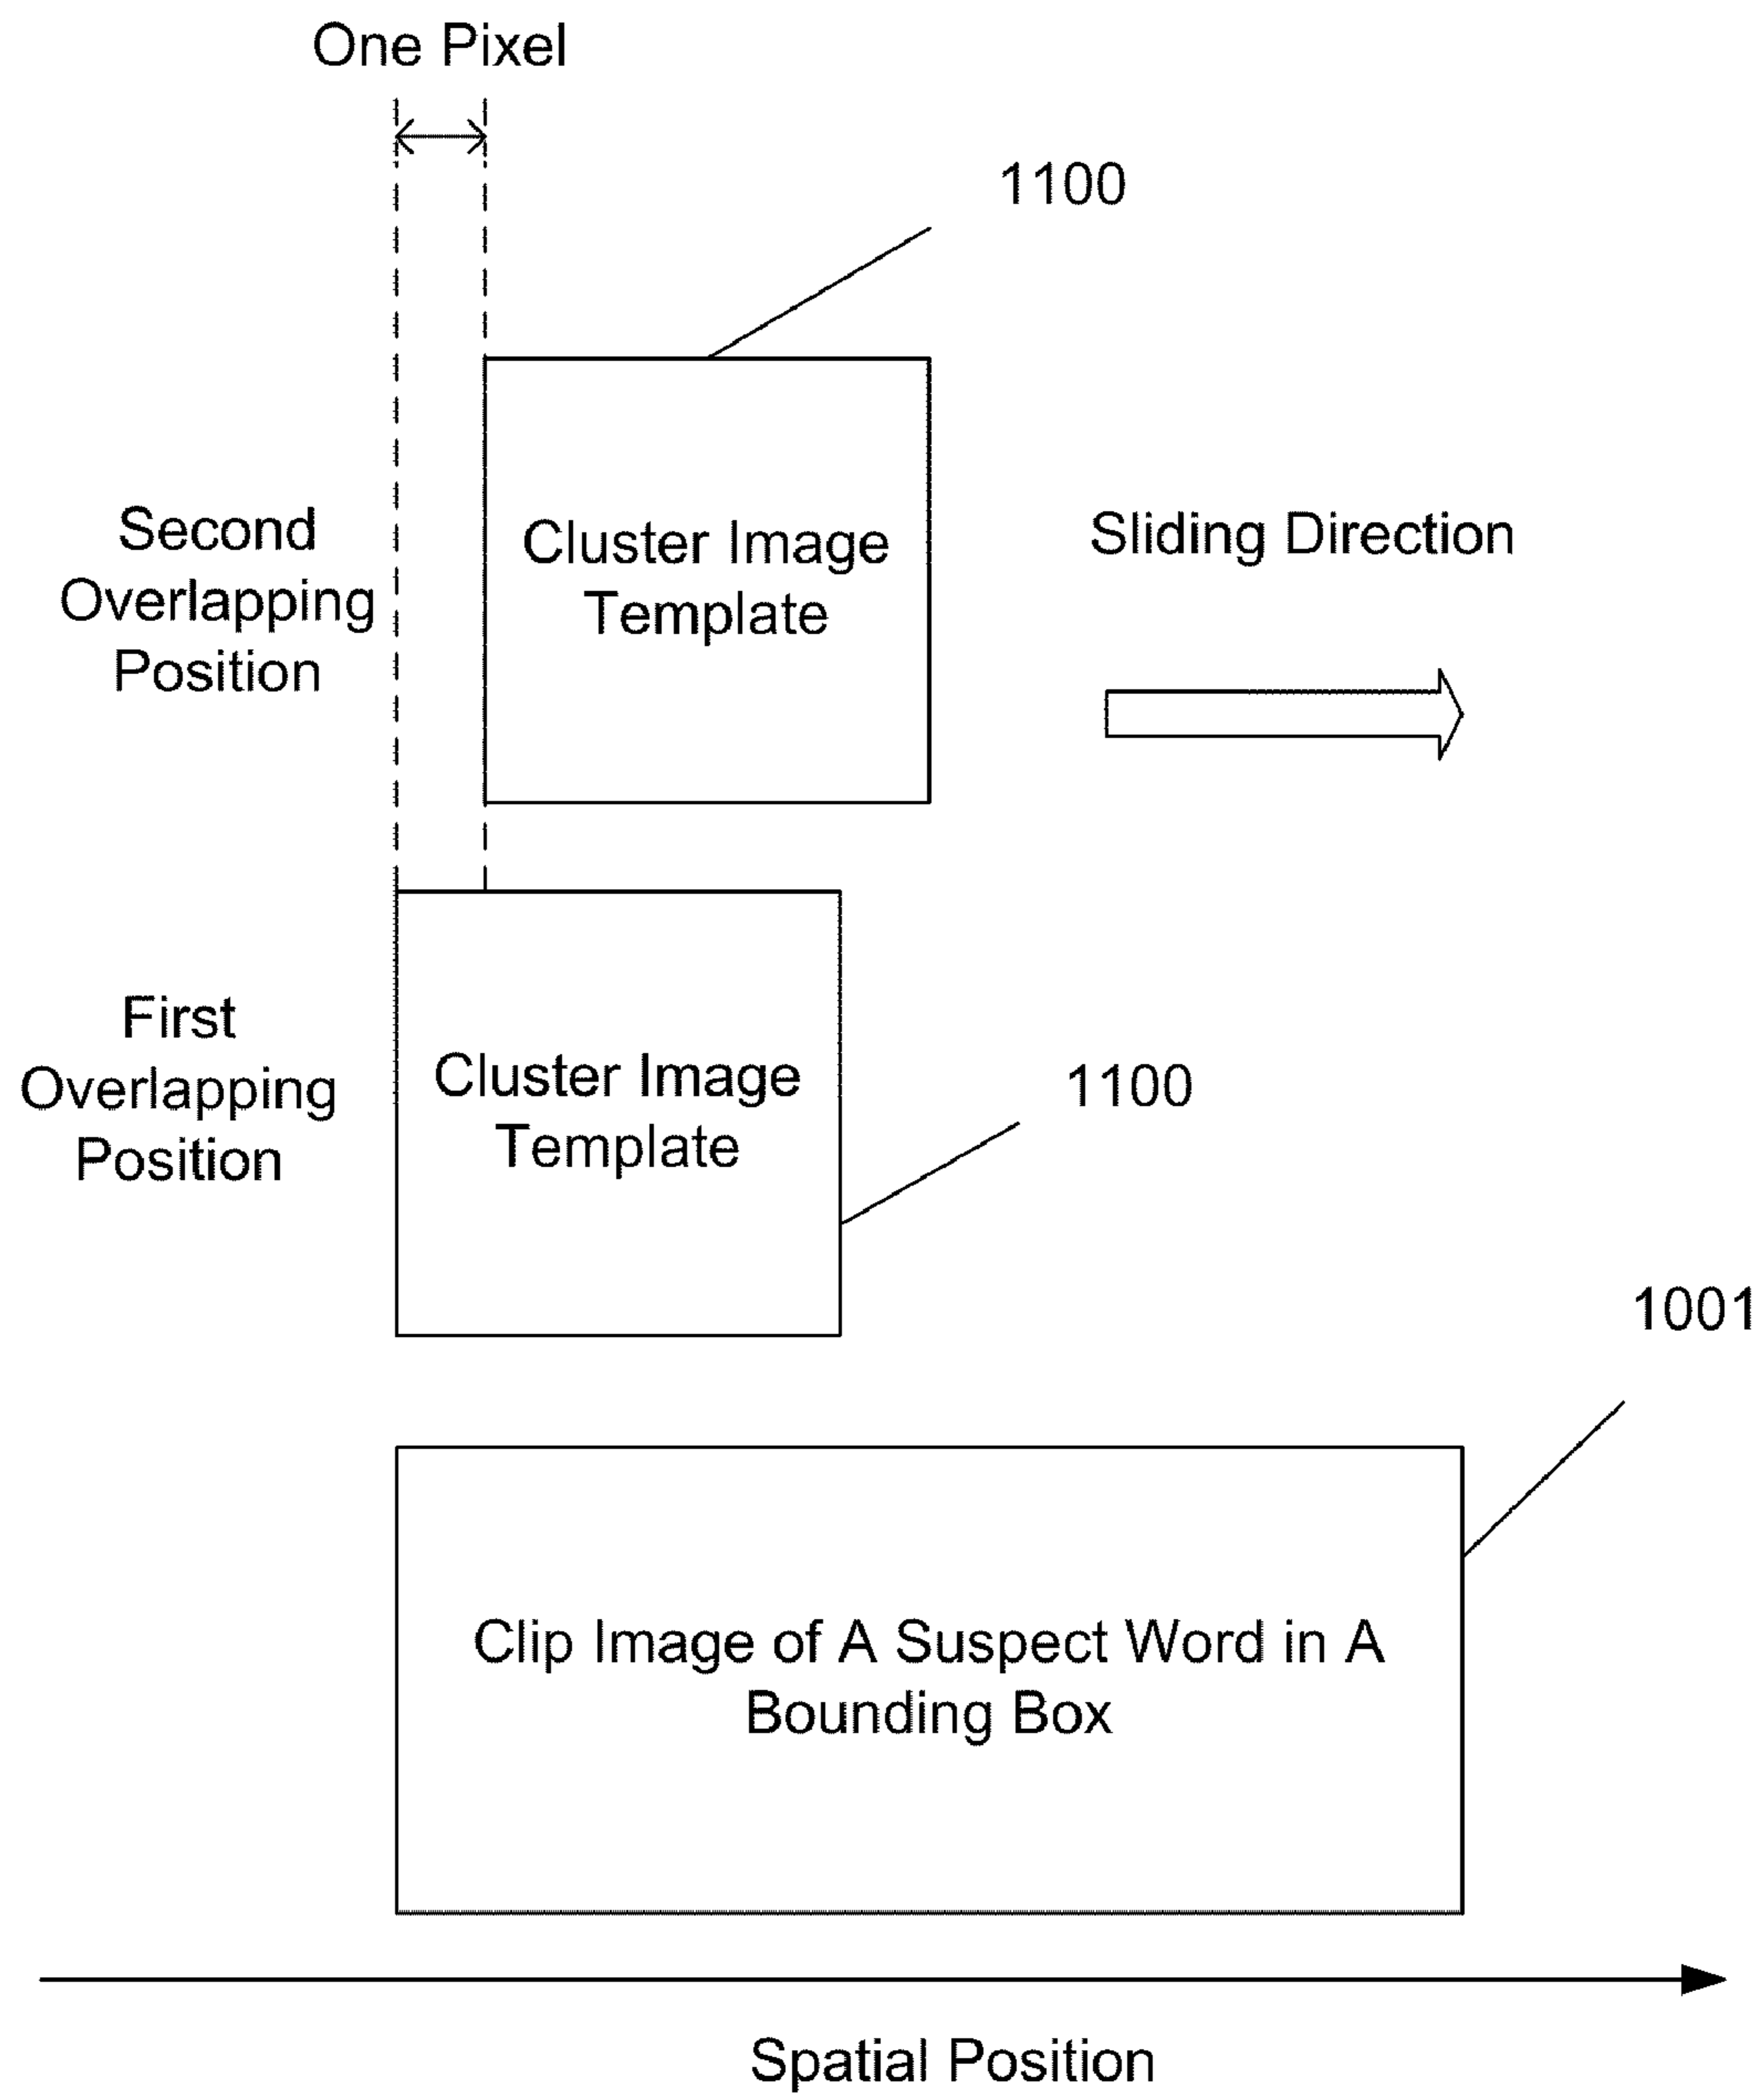 One Pixel
1100
Second
Overlapping
Position
Cluster Image
Template
Sliding Direction
First
Overlapping
Position
Cluster Image
Template
1100
1001
Clip Image of A Suspect Word in A
Bounding Box
Spatial Position